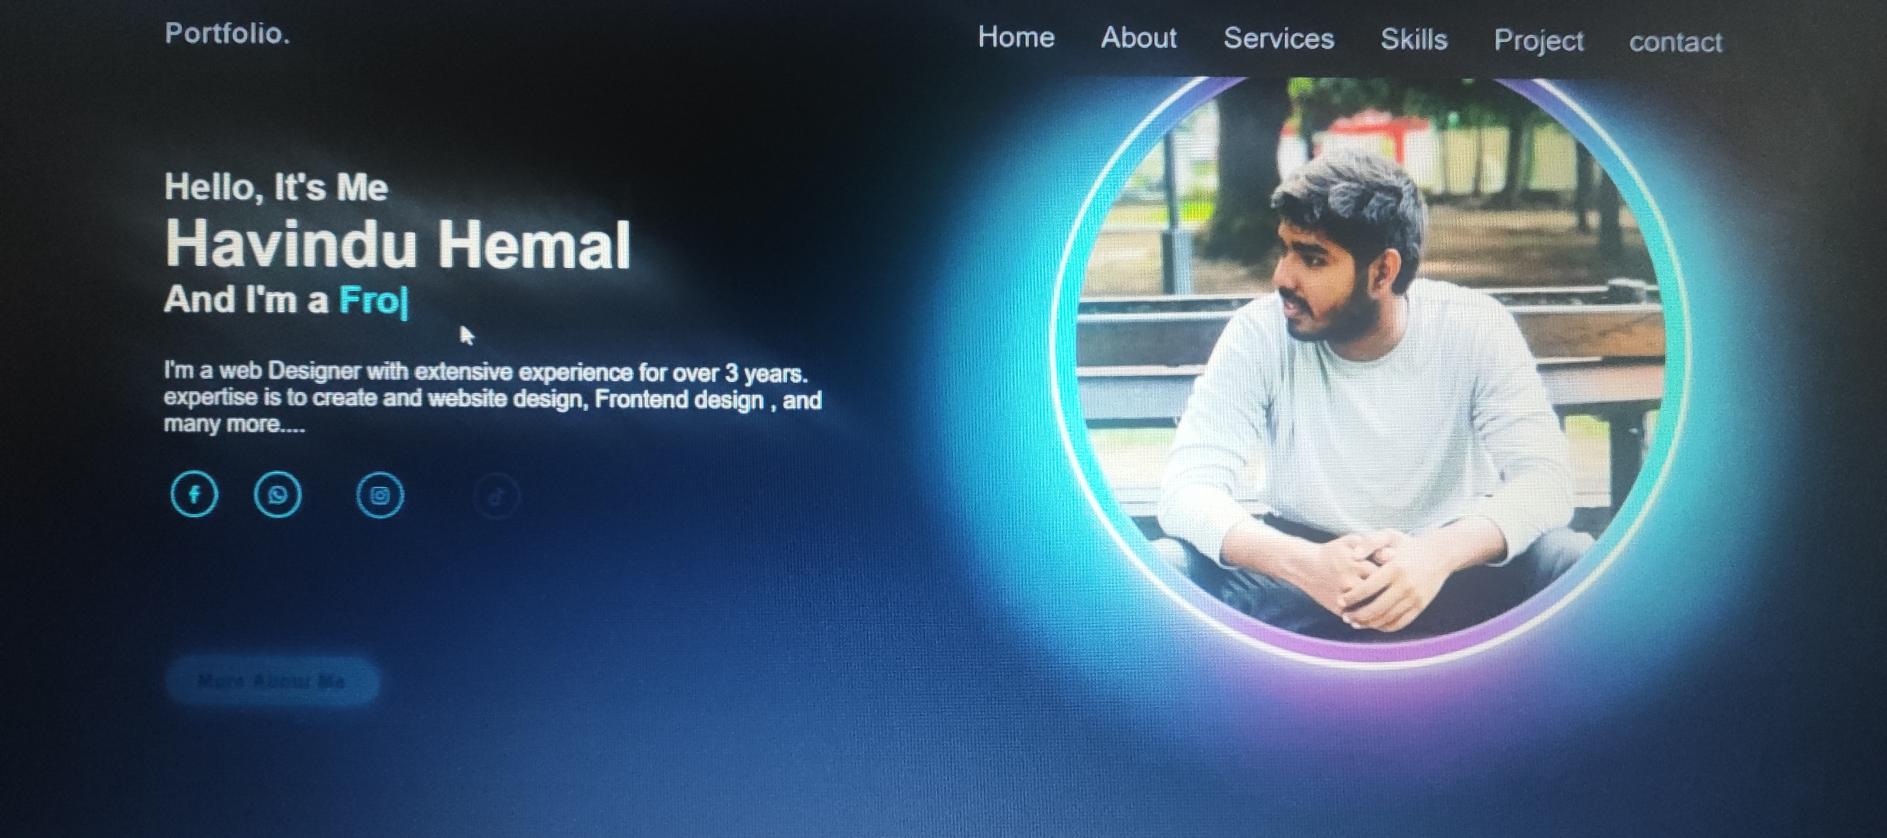 Portfolio.
Home About Services Skills Project contact
Hello, It's Me
Havindu Hemal
And I'm a Fro|
I'm a web Designer with extensive experience for over 3 years.
expertise is to create and website design, Frontend design , and
many more....
More About Me